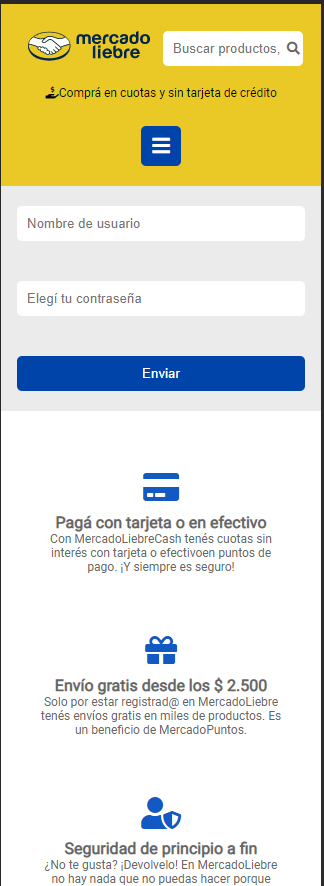 mercado
liebre
Buscar productos,
Comprá en cuotas y sin tarjeta de crédito
Nombre de usuario
Elegí tu contraseña
Enviar
Pagá con tarjeta o en efectivo
Con MercadoLiebreCash tenés cuotas sin
interés con tarjeta o efectivoen puntos de
pago. ¡Y siempre es seguro!
Envío gratis desde los $ 2.500
Solo por estar registrad@ en MercadoLiebre
tenés envíos gratis en miles de productos. Es
un beneficio de MercadoPuntos.
Seguridad de principio a fin
¿No te gusta? ¡Devolvelo! En MercadoLiebre
no hay nada que no puedas hacer porque